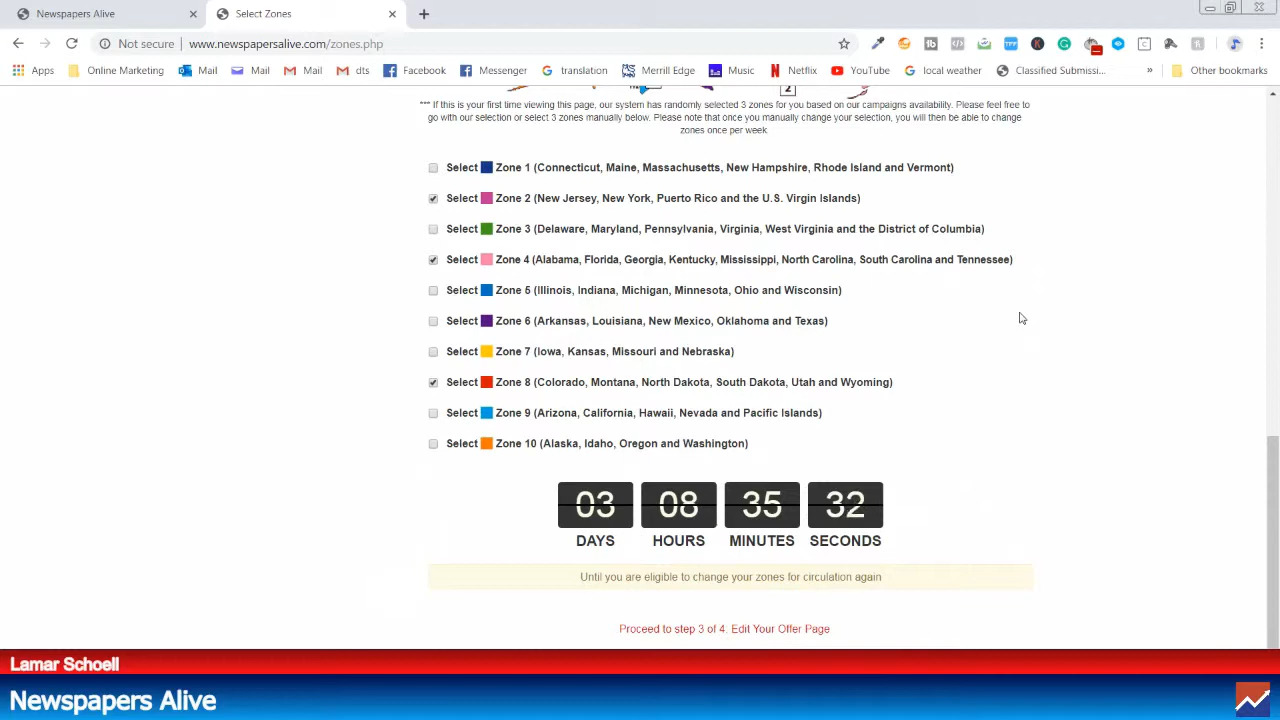 Newspapers Alive
Select Zones
Not secure | www.newspapersalive.com/zones.php
Apps Online Marketing Mail Mail Mail dts Facebook Messenger translation Merrill Edge Music Netflix YouTube local weather Classified Submissi... » Other bookmarks
2
*** If this is your first time viewing this page, our system has randomly selected 3 zones for you based on our campaigns availability. Please feel free to
go with our selection or select 3 zones manually below. Please note that once you manually change your selection, you will then be able to change
zones once per week
Select Zone 1 (Connecticut, Maine, Massachusetts, New Hampshire, Rhode Island and Vermont)
Select Zone 2 (New Jersey, New York, Puerto Rico and the U.S. Virgin Islands)
Select Zone 3 (Delaware, Maryland, Pennsylvania, Virginia, West Virginia and the District of Columbia)
Select Zone 4 (Alabama, Florida, Georgia, Kentucky, Mississippi, North Carolina, South Carolina and Tennessee)
Select Zone 5 (Illinois, Indiana, Michigan, Minnesota, Ohio and Wisconsin)
Select Zone 6 (Arkansas, Louisiana, New Mexico, Oklahoma and Texas)
Select Zone 7 (Iowa, Kansas, Missouri and Nebraska)
Select Zone 8 (Colorado, Montana, North Dakota, South Dakota, Utah and Wyoming)
Select Zone 9 (Arizona, California, Hawaii, Nevada and Pacific Islands)
Select Zone 10 (Alaska, Idaho, Oregon and Washington)
03 08 35 32
DAYS HOURS MINUTES SECONDS
Until you are eligible to change your zones for circulation again
Proceed to step 3 of 4. Edit Your Offer Page
Lamar Schoell
Newspapers Alive